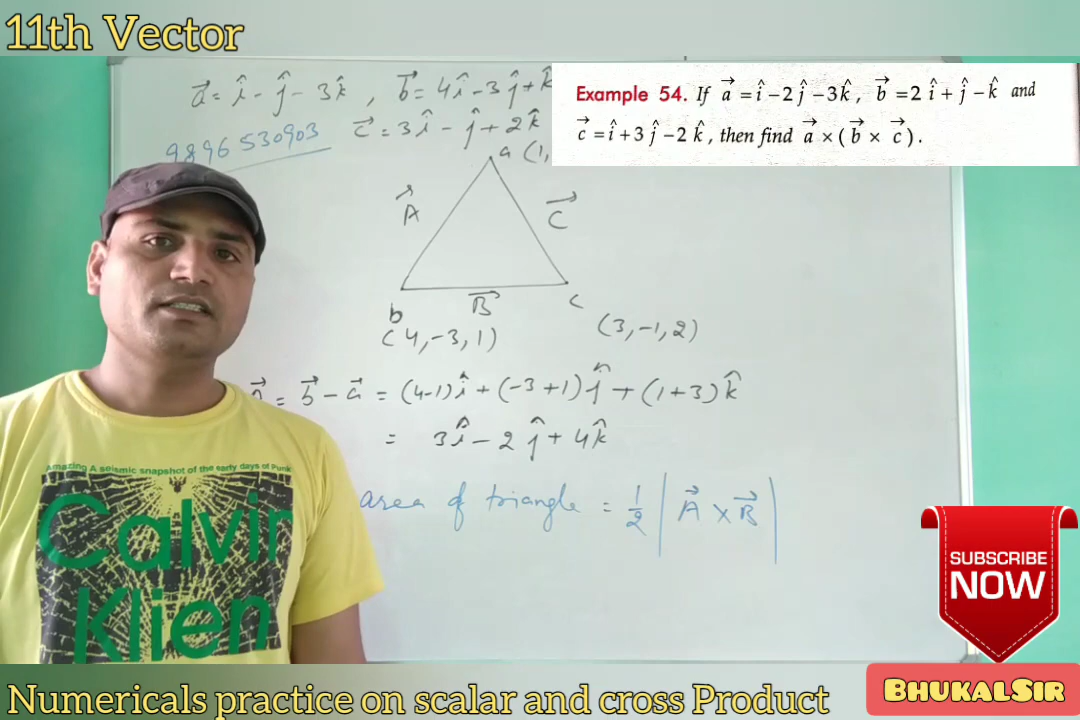 11th Vector
a⃗ = î - ĵ - 3k̂ , b⃗ = 4î - 3ĵ + k̂
c⃗ = 3î - ĵ + 2k̂
9896530903
Example 54. If a⃗ = î - 2ĵ - 3k̂, b⃗ = 2î + ĵ - k̂ and
c⃗ = î + 3ĵ - 2k̂, then find a⃗ × (b⃗ × c⃗).
a (1,
A⃗
C⃗
b
B⃗
c
(4, -3, 1)
(3, -1, 2)
= b⃗ - a⃗ = (4-1)î + (-3+1)ĵ + (1+3)k̂
= 3î - 2ĵ + 4k̂
area of triangle = 1/2 | A⃗ × B⃗ |
Amazing A seismic snapshot of the early days of Punk
Calvin
Klien
SUBSCRIBE
NOW
Numericals practice on scalar and cross Product
BHUKALSIR